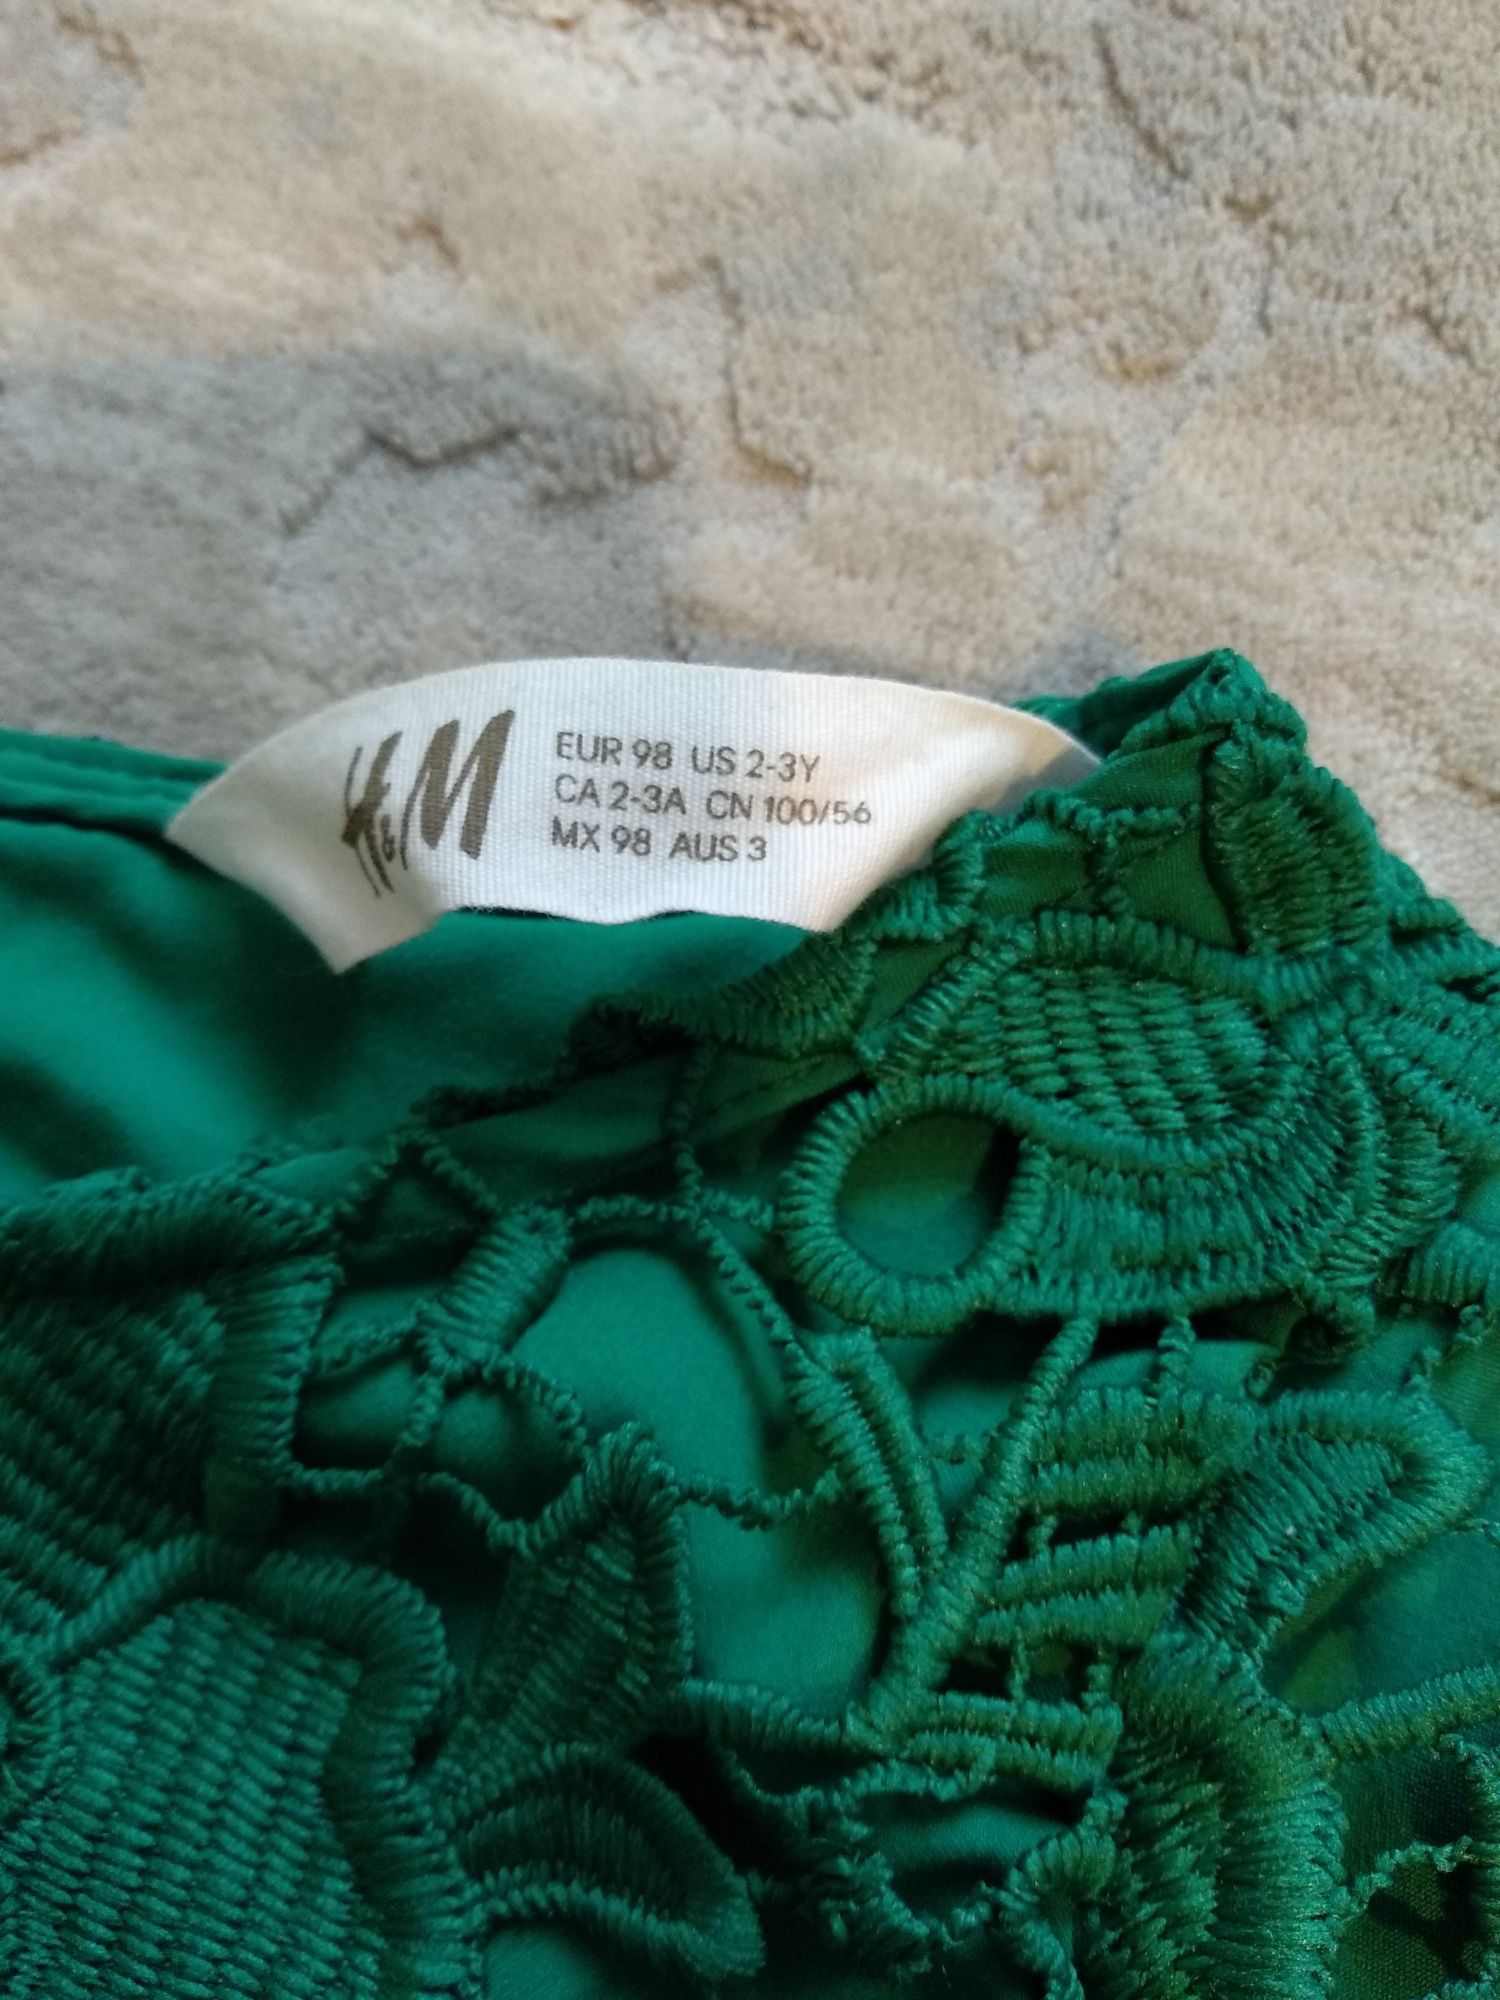 H&M
EUR 98 US 2-3Y
CA 2-3A CN 100/56
MX 98 AUS 3